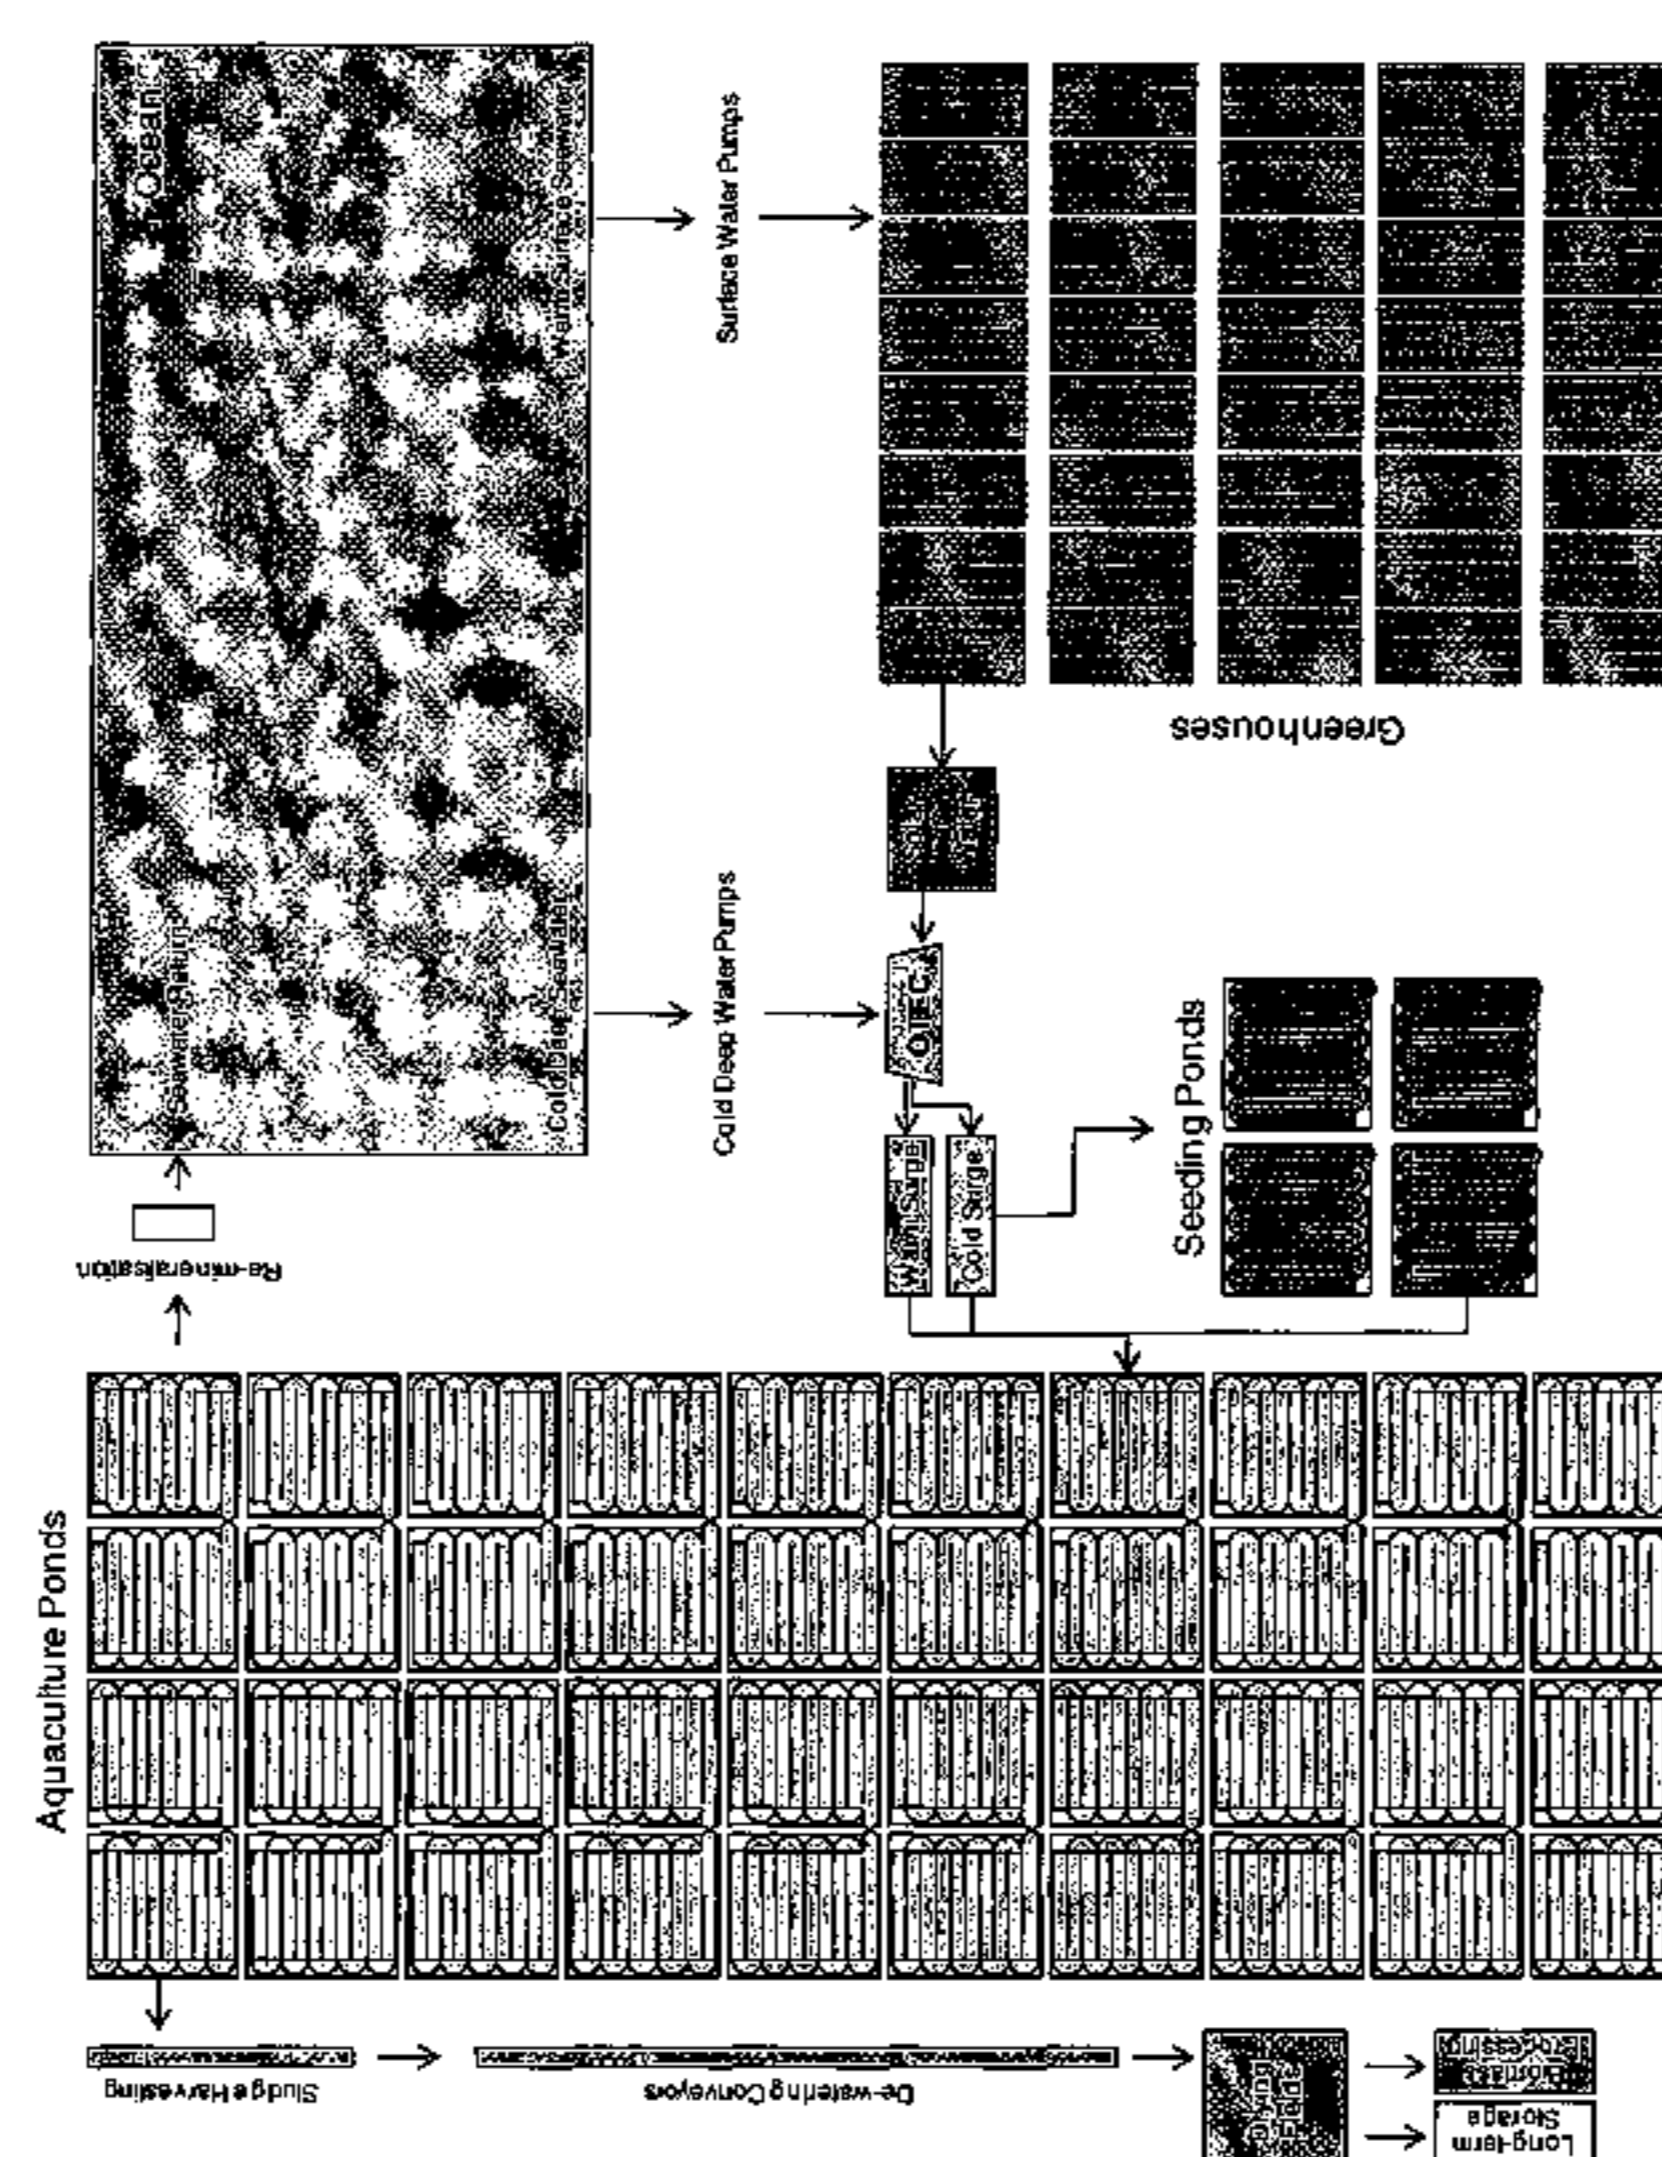 Ocean
Warm Surface Seawater
Seawater Return
Cold Deep Seawater
Surface Water Pumps
Cold Deep Water Pumps
Greenhouses
OTEC
Warm Surge
Cold Surge
Seeding Ponds
Re-mineralisation
Aquaculture Ponds
Sludge Harvesting
De-watering Conveyors
Processing
Long-term
Storage